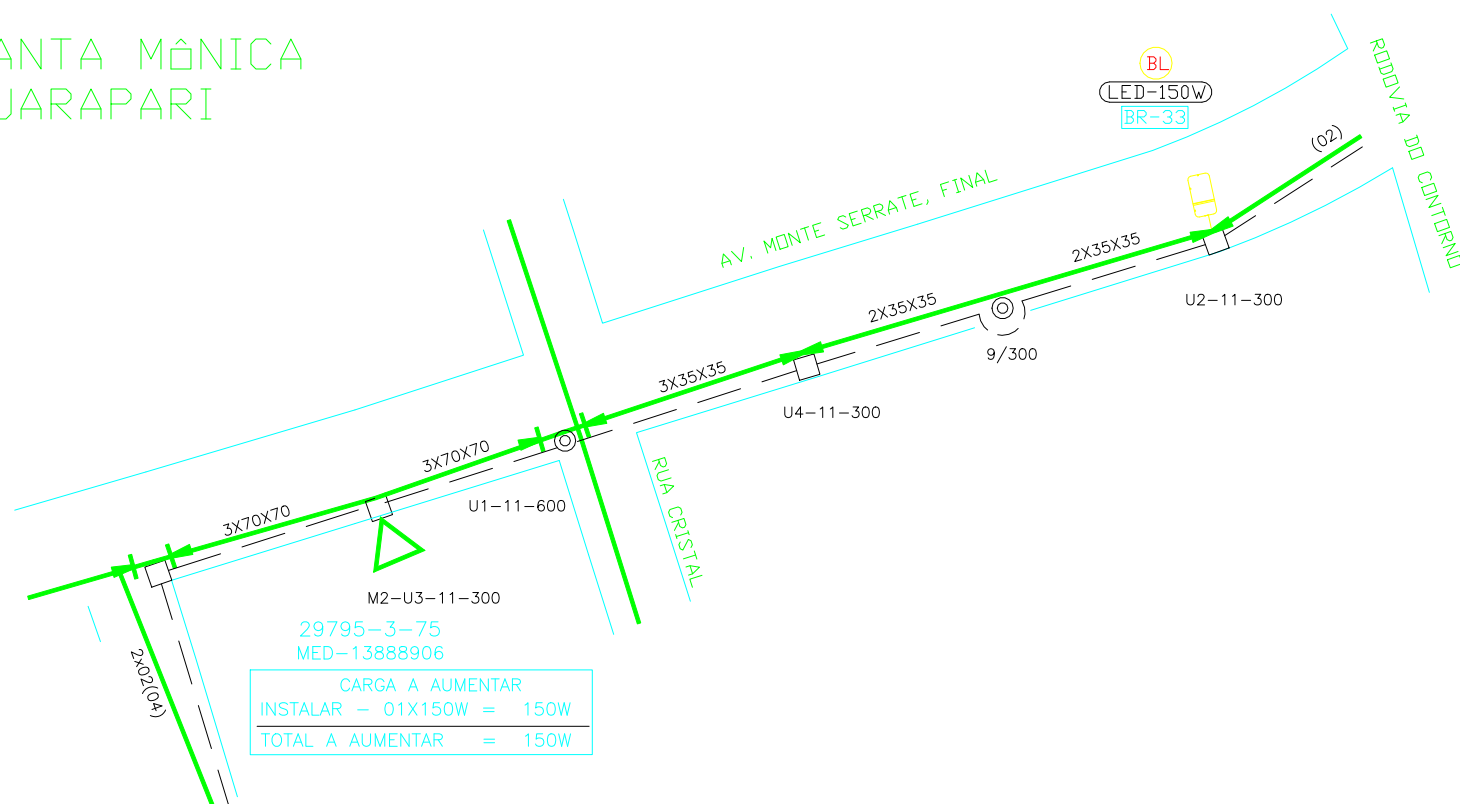 ANTA MÔNICA
UARAPARI
BL
LED-150W
BR-33
RODOVIA DO CONTORNO
(02)
AV. MONTE SERRATE, FINAL
2X35X35
2X35X35
U2-11-300
9/300
3X35X35
U4-11-300
3X70X70
U1-11-600
RUA CRISTAL
3X70X70
M2-U3-11-300
29795-3-75
MED-13888906
2x02(04)
CARGA A AUMENTAR
INSTALAR - 01X150W = 150W
TOTAL A AUMENTAR = 150W